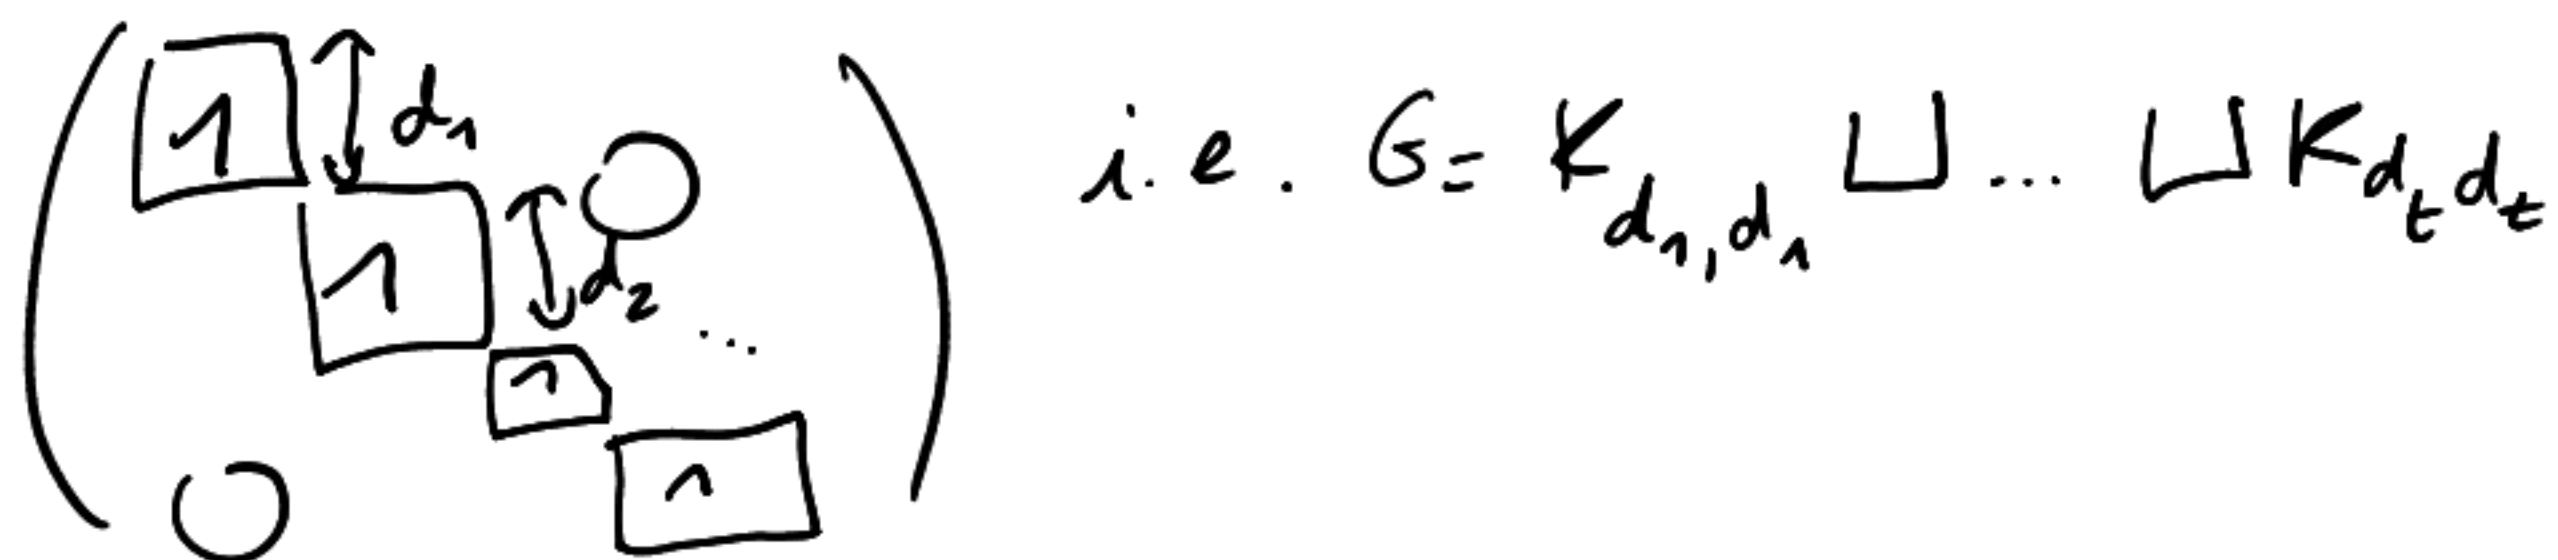 ( 1 d₁ 0 1 d₂ ... 1 0 1 ) i.e. G = K_{d₁,d₁} ⊔ ... ⊔ K_{d_t d_t}